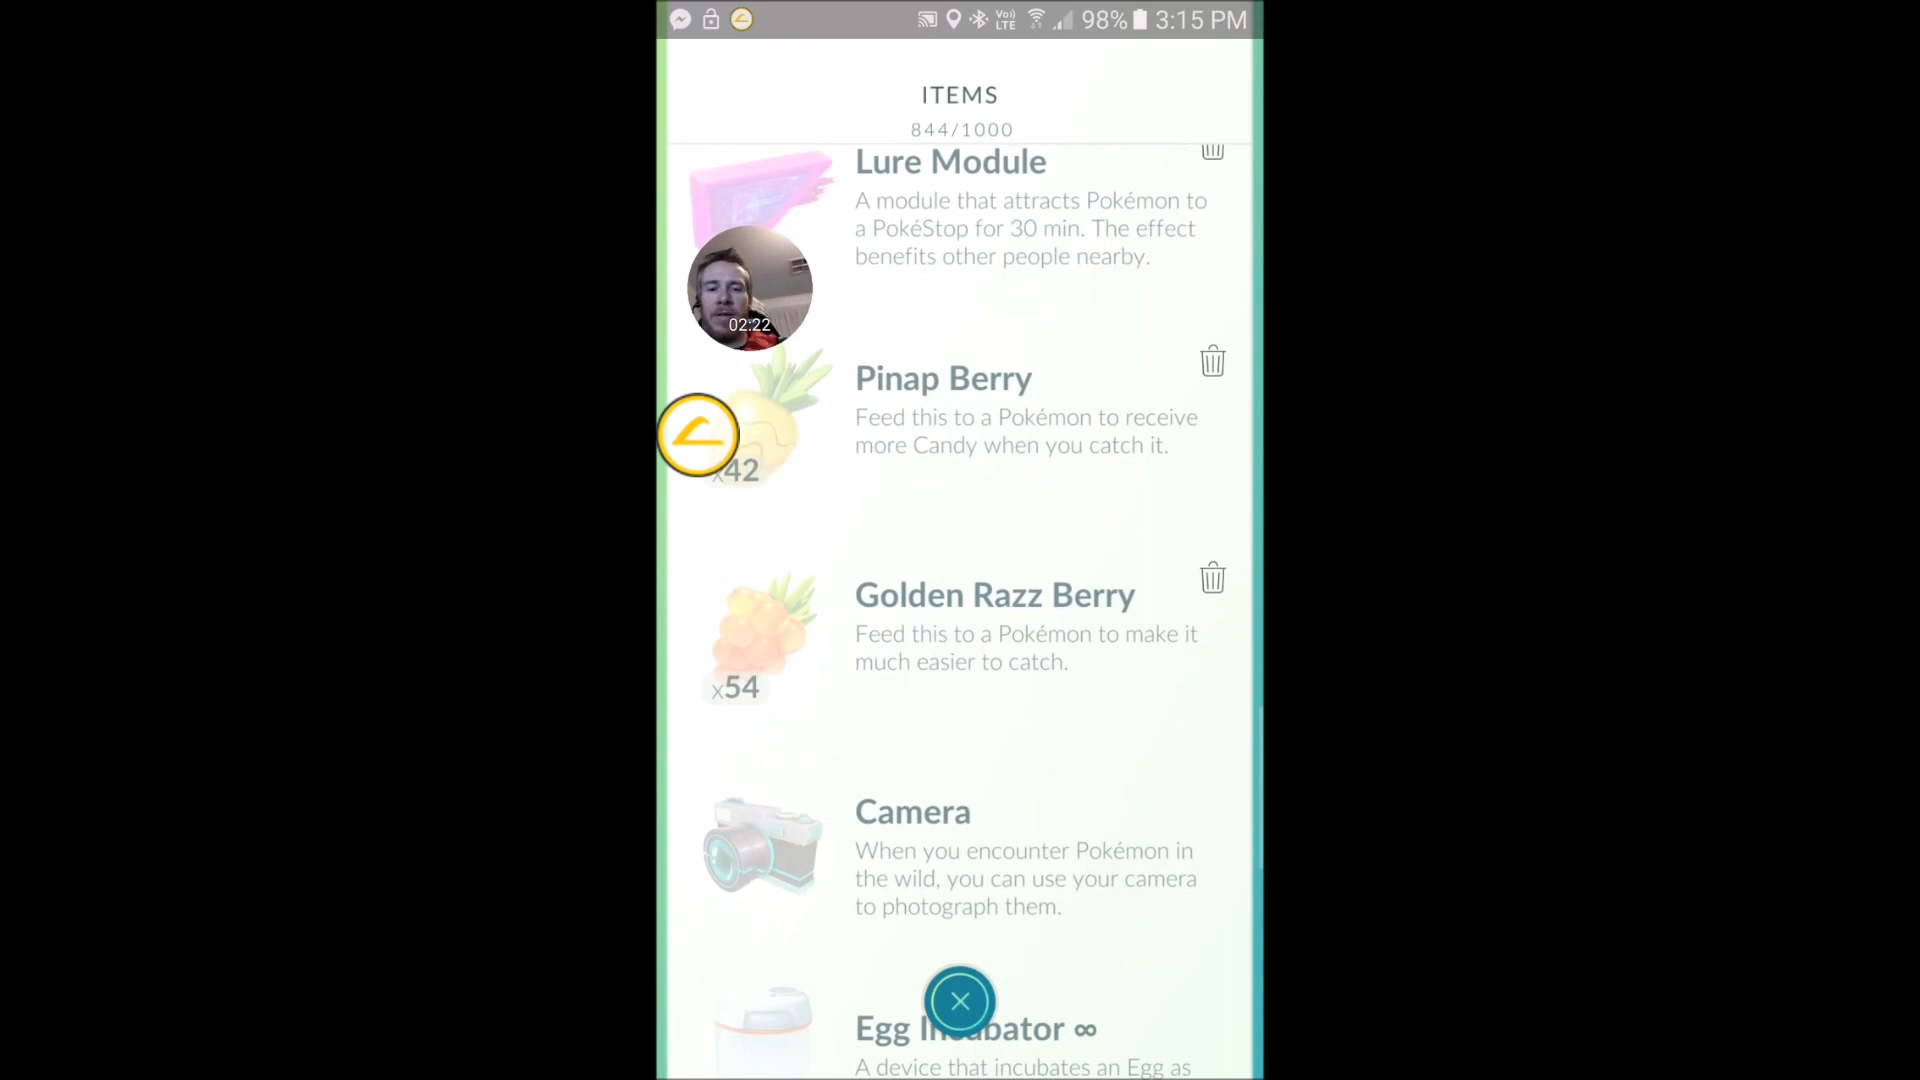 98% 3:15 PM
ITEMS
844/1000
Lure Module
A module that attracts Pokémon to
a PokéStop for 30 min. The effect
benefits other people nearby.
02:22
Pinap Berry
Feed this to a Pokémon to receive
more Candy when you catch it.
x42
Golden Razz Berry
Feed this to a Pokémon to make it
much easier to catch.
x54
Camera
When you encounter Pokémon in
the wild, you can use your camera
to photograph them.
Egg Incubator ∞
A device that incubates an Egg as